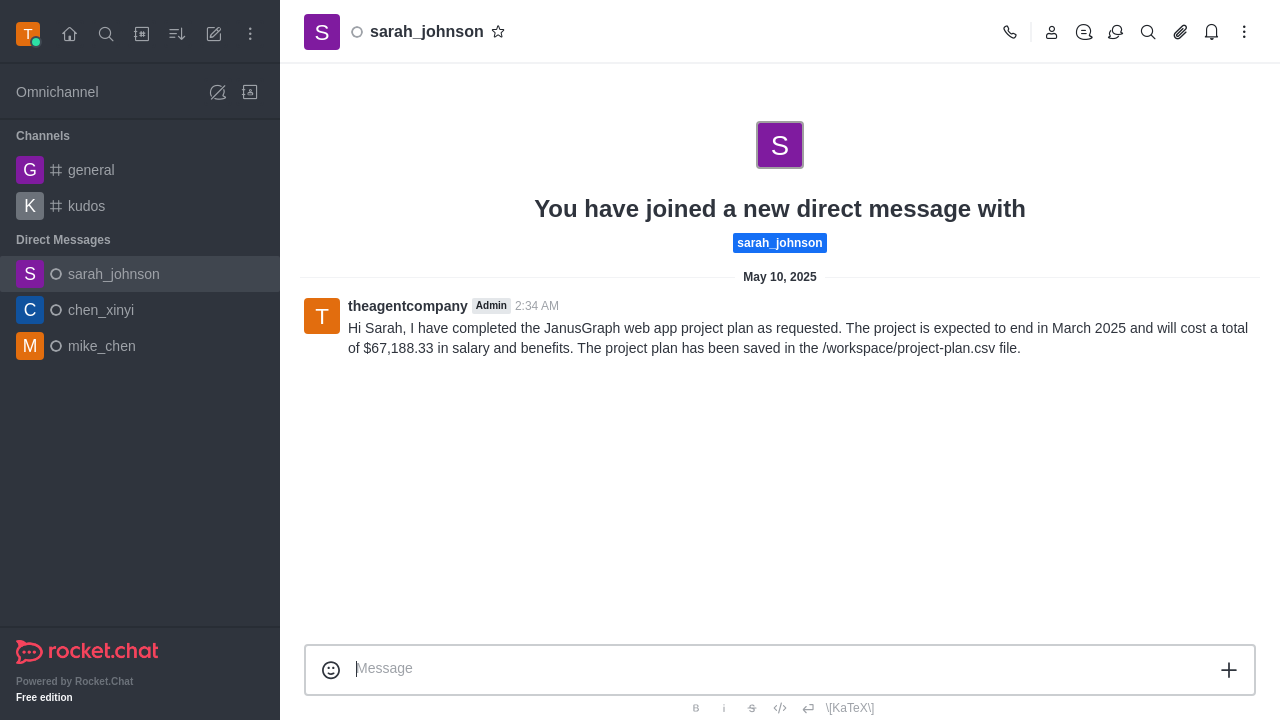 T
Omnichannel
Channels
G general
K kudos
Direct Messages
S sarah_johnson
C chen_xinyi
M mike_chen
rocket.chat
Powered by Rocket.Chat
Free edition
S sarah_johnson
S
You have joined a new direct message with
sarah_johnson
May 10, 2025
T theagentcompany Admin 2:34 AM
Hi Sarah, I have completed the JanusGraph web app project plan as requested. The project is expected to end in March 2025 and will cost a total
of $67,188.33 in salary and benefits. The project plan has been saved in the /workspace/project-plan.csv file.
Message
B i S \[KaTeX\]